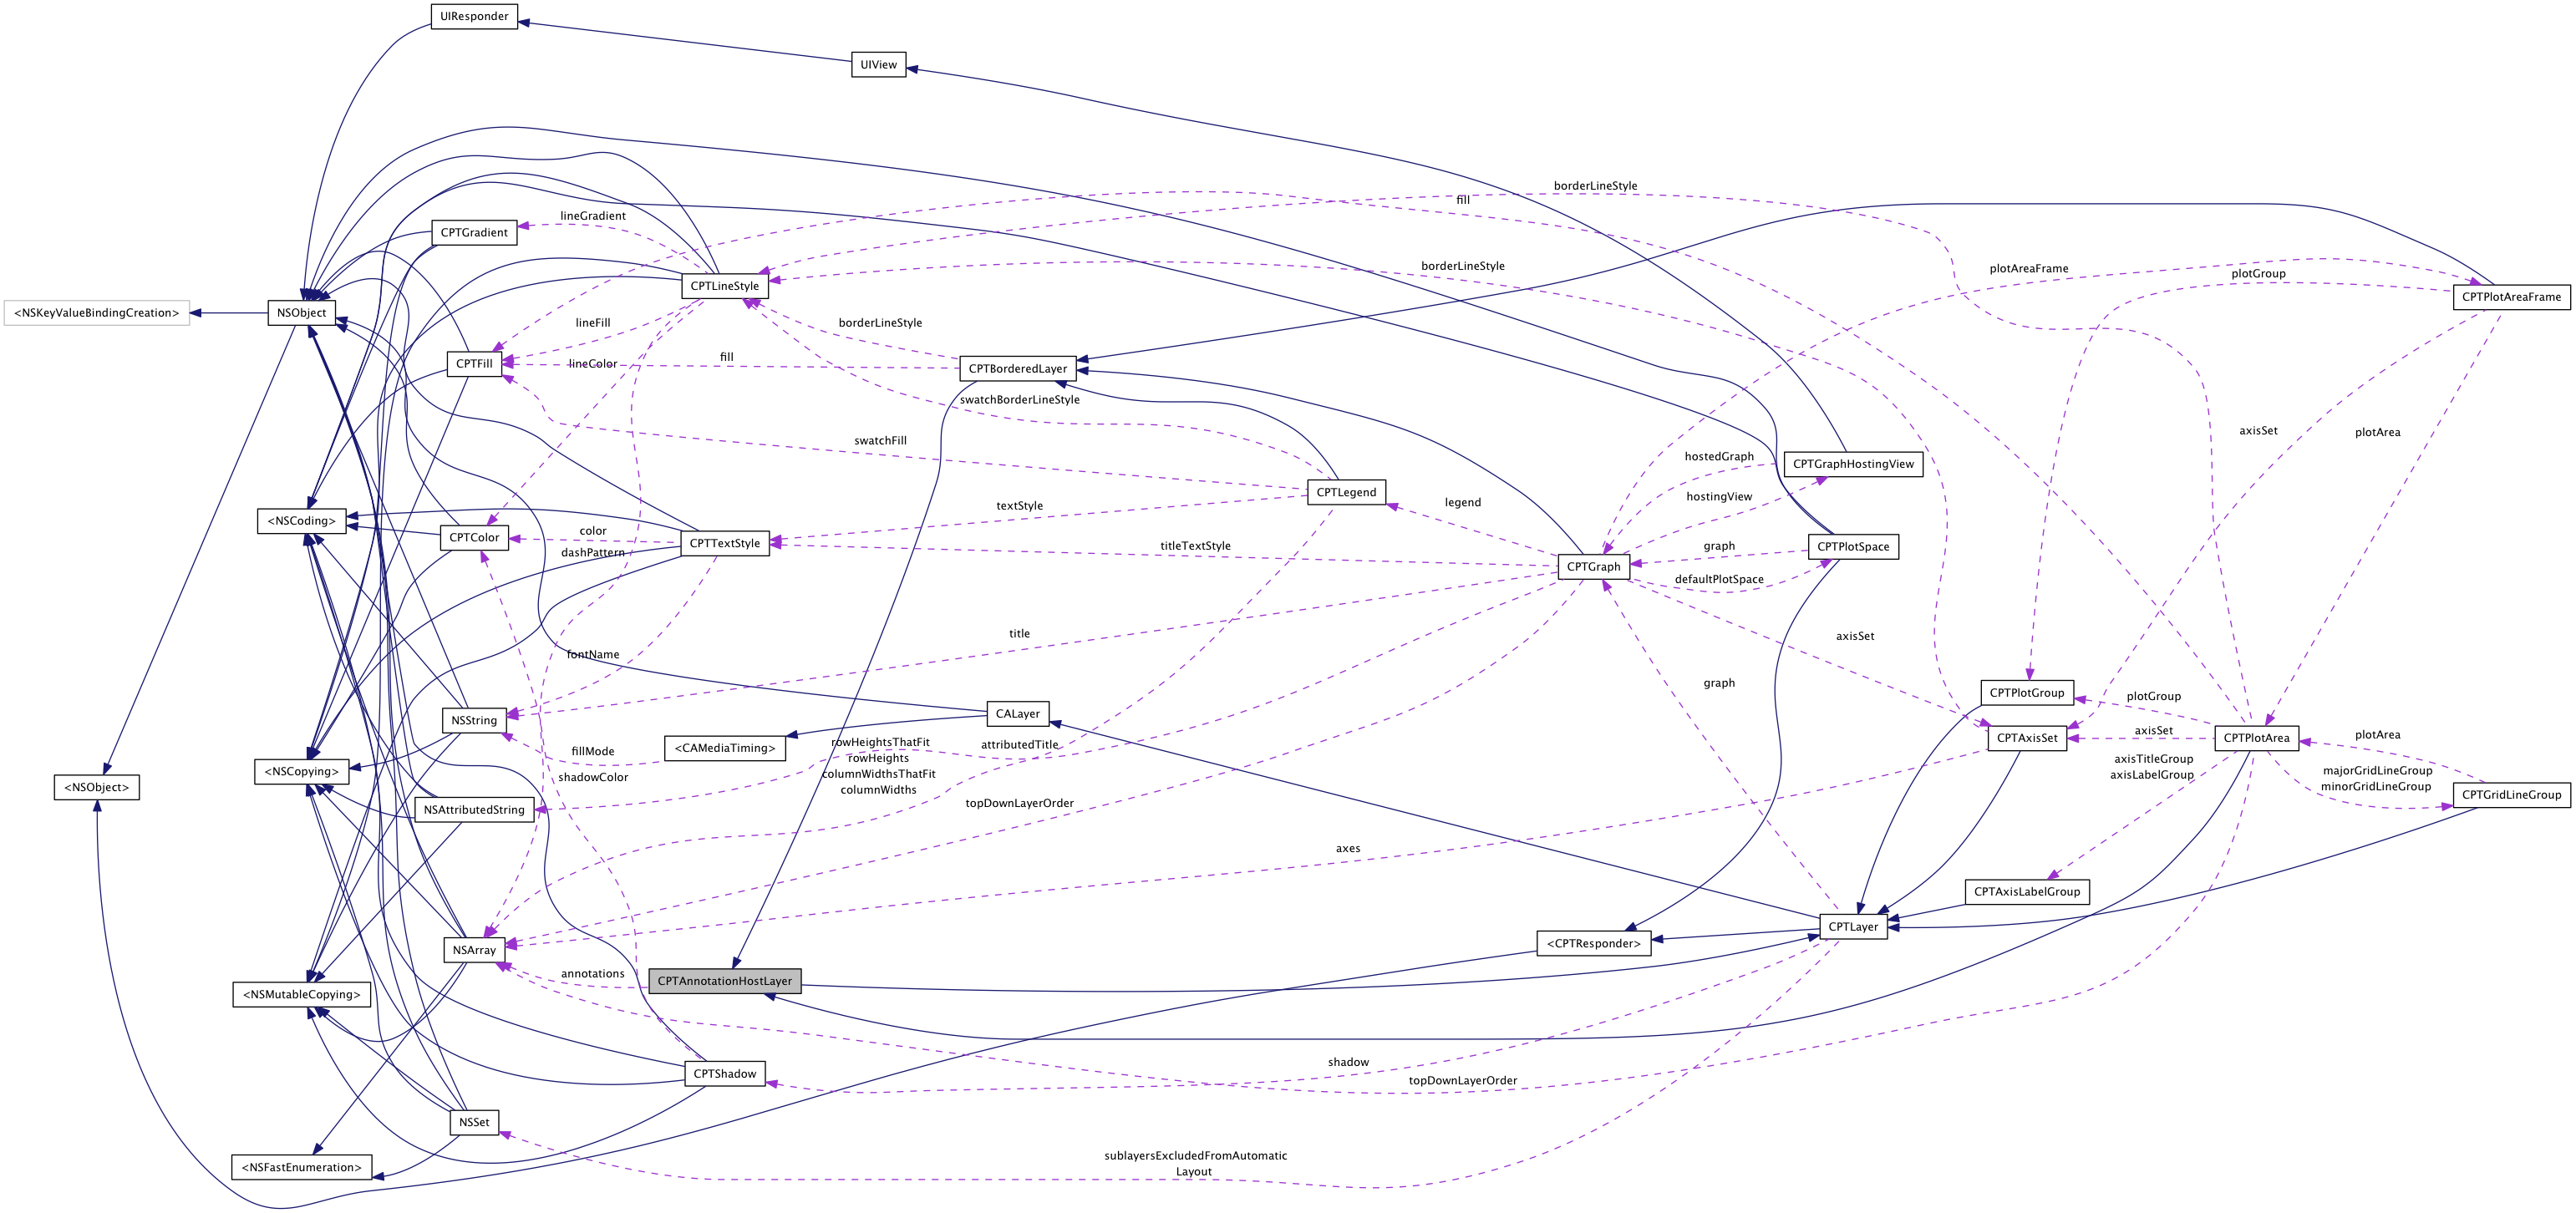 UIResponder
UIView
borderLineStyle
fill
lineGradient
CPTGradient
borderLineStyle
plotAreaFrame
plotGroup
CPTLineStyle
CPTPlotAreaFrame
<NSKeyValueBindingCreation>
NSObject
lineFill
borderLineStyle
fill
CPTFill
lineColor
CPTBorderedLayer
swatchBorderLineStyle
swatchFill
axisSet
plotArea
hostedGraph
CPTGraphHostingView
CPTLegend
hostingView
legend
textStyle
<NSCoding>
color
CPTColor
CPTTextStyle
dashPattern
titleTextStyle
graph
CPTPlotSpace
CPTGraph
defaultPlotSpace
title
axisSet
fontName
graph
CPTPlotGroup
plotGroup
NSString
CALayer
axisSet
CPTAxisSet
CPTPlotArea
plotArea
<CAMediaTiming>
fillMode
rowHeightsThatFit
rowHeights
columnWidthsThatFit
columnWidths
attributedTitle
<NSCopying>
shadowColor
axisTitleGroup
axisLabelGroup
majorGridLineGroup
minorGridLineGroup
<NSObject>
CPTGridLineGroup
NSAttributedString
topDownLayerOrder
axes
CPTAxisLabelGroup
CPTLayer
<CPTResponder>
NSArray
annotations
CPTAnnotationHostLayer
<NSMutableCopying>
shadow
CPTShadow
topDownLayerOrder
NSSet
sublayersExcludedFromAutomatic
Layout
<NSFastEnumeration>